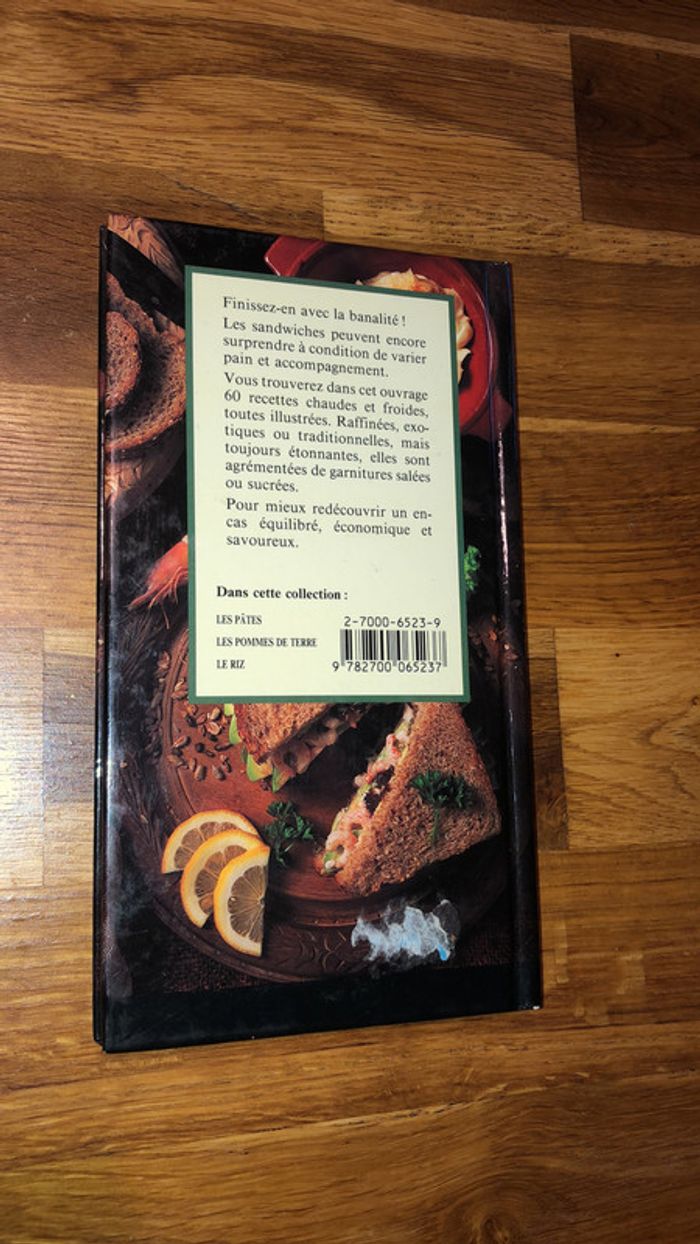 Finissez-en avec la banalité !
Les sandwiches peuvent encore
surprendre à condition de varier
pain et accompagnement.
Vous trouverez dans cet ouvrage
60 recettes chaudes et froides,
toutes illustrées. Raffinées, exo-
tiques ou traditionnelles, mais
toujours étonnantes, elles sont
agrémentées de garnitures salées
ou sucrées.
Pour mieux redécouvrir un en-
cas équilibré, économique et
savoureux.
Dans cette collection :
LES PÂTES
LES POMMES DE TERRE
LE RIZ
2-7000-6523-9
9 782700 065237